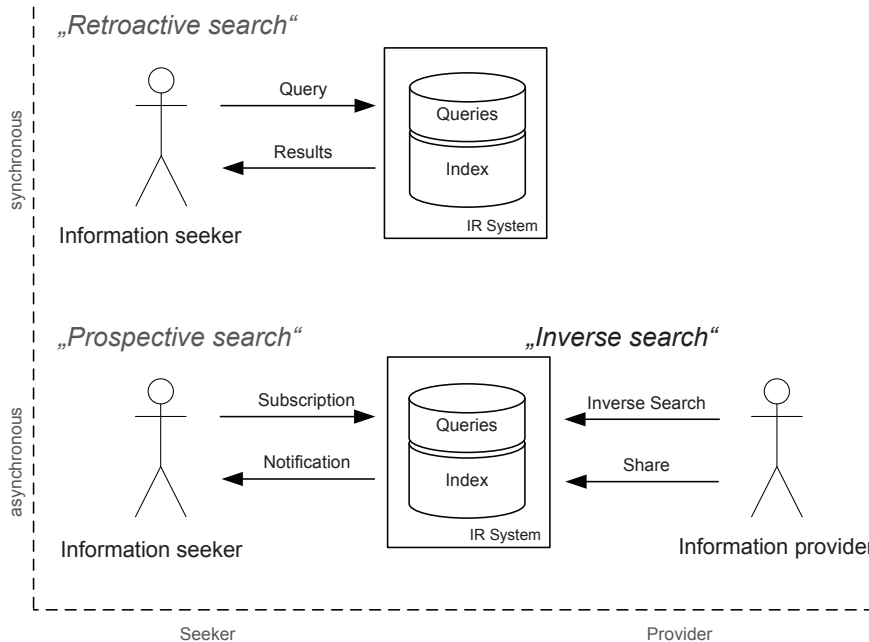 „Retroactive search“
synchronous
Query
Results
Queries
Index
IR System
Information seeker
„Prospective search“
„Inverse search“
asynchronous
Subscription
Notification
Queries
Index
IR System
Inverse Search
Share
Information seeker
Information provider
Seeker
Provider